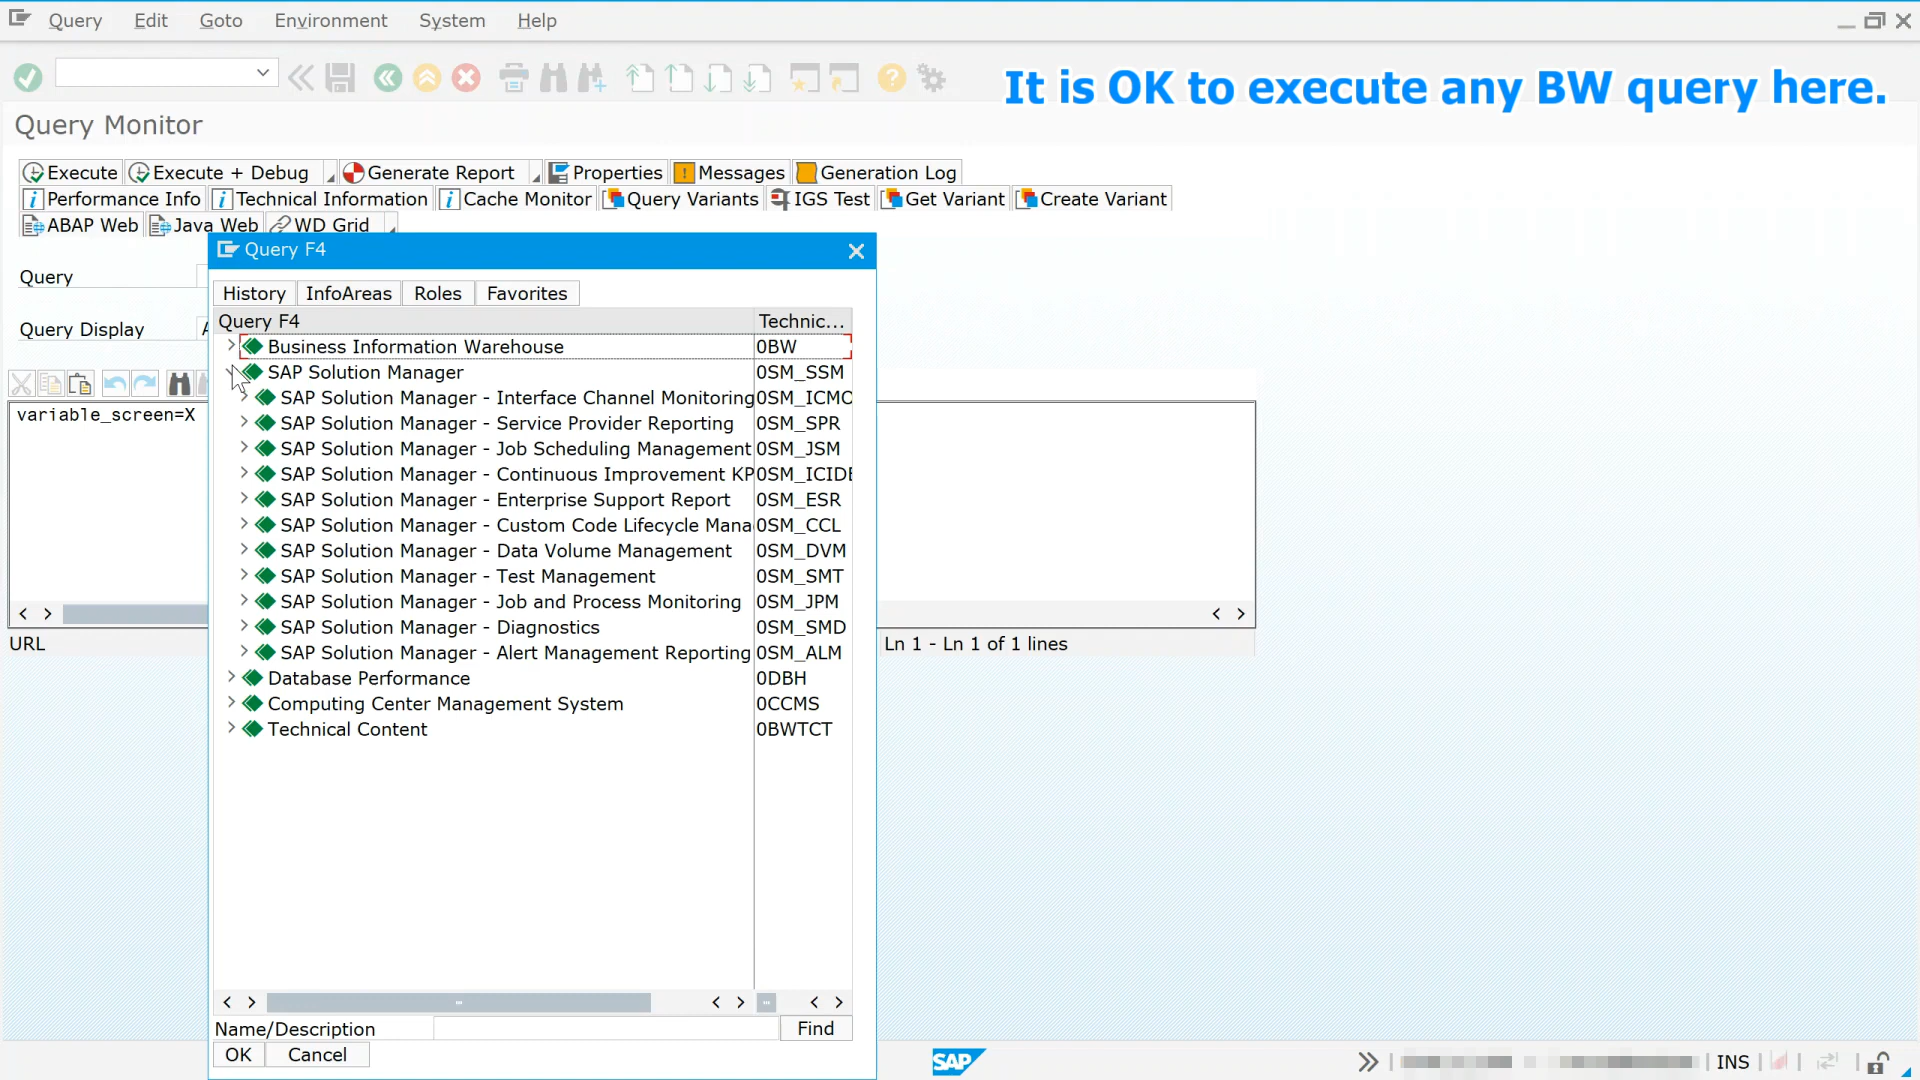 Query Edit Goto Environment System Help
It is OK to execute any BW query here.
Query Monitor
Execute Execute + Debug Generate Report Properties Messages Generation Log
Performance Info Technical Information Cache Monitor Query Variants IGS Test Get Variant Create Variant
ABAP Web Java Web WD Grid
Query F4
Query
Query Display
variable_screen=X
History InfoAreas Roles Favorites
Query F4 Technic...
Business Information Warehouse 0BW
SAP Solution Manager 0SM_SSM
SAP Solution Manager - Interface Channel Monitoring 0SM_ICMO
SAP Solution Manager - Service Provider Reporting 0SM_SPR
SAP Solution Manager - Job Scheduling Management 0SM_JSM
SAP Solution Manager - Continuous Improvement KP 0SM_ICIDE
SAP Solution Manager - Enterprise Support Report 0SM_ESR
SAP Solution Manager - Custom Code Lifecycle Mana 0SM_CCL
SAP Solution Manager - Data Volume Management 0SM_DVM
SAP Solution Manager - Test Management 0SM_SMT
SAP Solution Manager - Job and Process Monitoring 0SM_JPM
SAP Solution Manager - Diagnostics 0SM_SMD
SAP Solution Manager - Alert Management Reporting 0SM_ALM
Database Performance 0DBH
Computing Center Management System 0CCMS
Technical Content 0BWTCT
URL
Ln 1 - Ln 1 of 1 lines
Name/Description Find
OK Cancel
SAP
INS